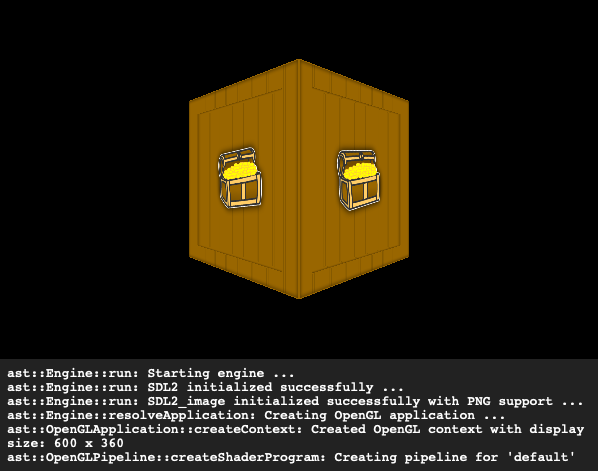 ast::Engine::run: Starting engine ...
ast::Engine::run: SDL2 initialized successfully ...
ast::Engine::run: SDL2_image initialized successfully with PNG support ...
ast::Engine::resolveApplication: Creating OpenGL application ...
ast::OpenGLApplication::createContext: Created OpenGL context with display
size: 600 x 360
ast::OpenGLPipeline::createShaderProgram: Creating pipeline for 'default'